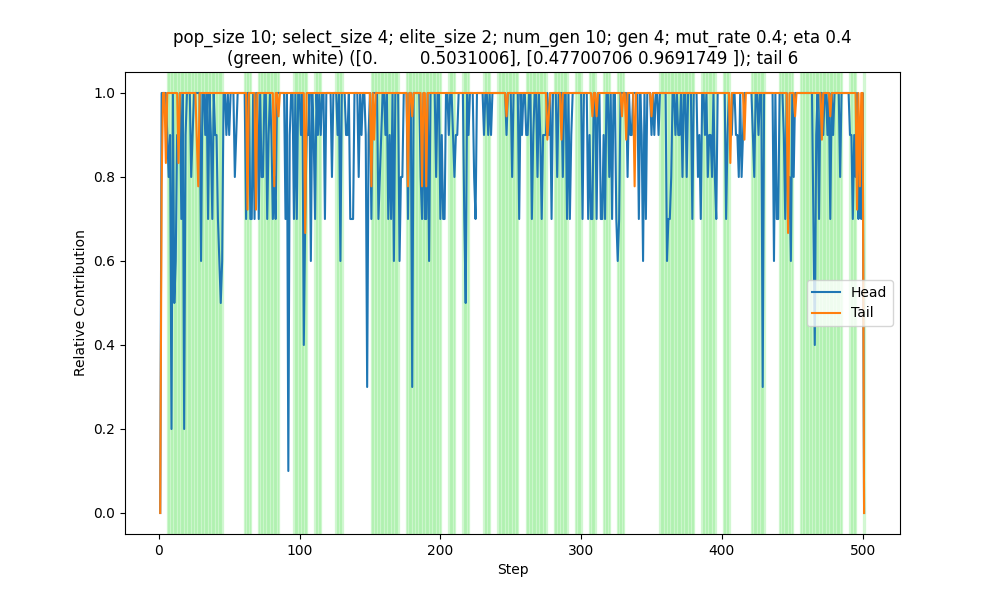 pop_size 10; select_size 4; elite_size 2; num_gen 10; gen 4; mut_rate 0.4; eta 0.4
(green, white) ([0.        0.5031006], [0.47700706 0.9691749 ]); tail 6
1.0
0.8
0.6
0.4
0.2
0.0
Relative Contribution
Head
Tail
0
100
200
300
400
500
Step